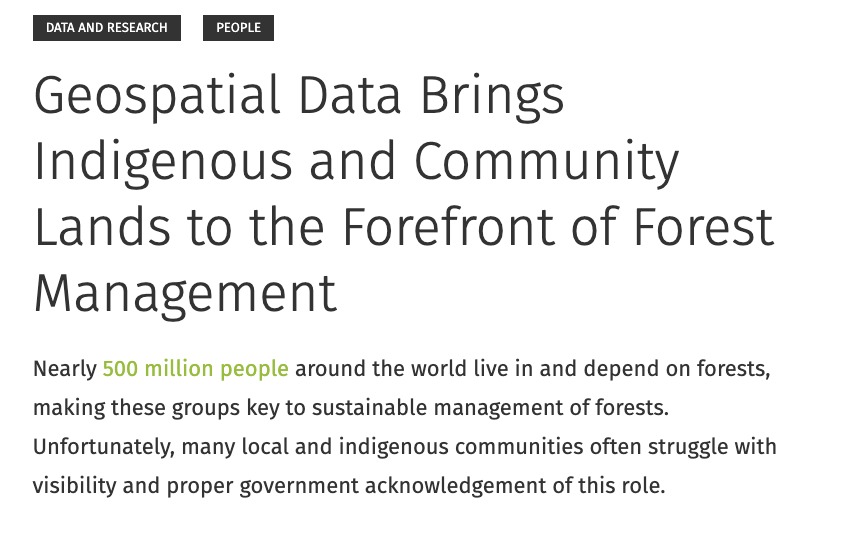 DATA AND RESEARCH PEOPLE
Geospatial Data Brings
Indigenous and Community
Lands to the Forefront of Forest
Management
Nearly 500 million people around the world live in and depend on forests,
making these groups key to sustainable management of forests.
Unfortunately, many local and indigenous communities often struggle with
visibility and proper government acknowledgement of this role.